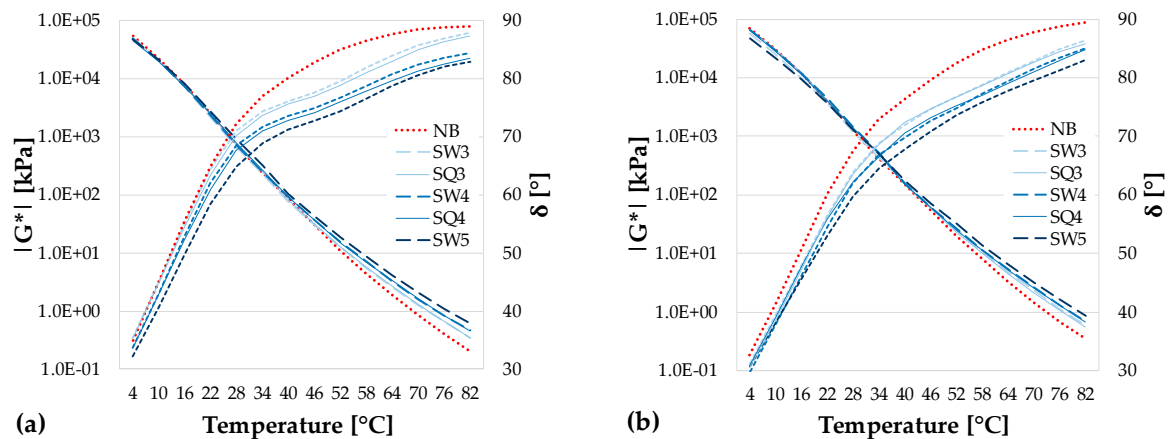 1.0E+05
1.0E+04
1.0E+03
1.0E+02
1.0E+01
1.0E+00
1.0E-01
|G*| [kPa]
90
80
70
60
50
40
30
δ [°]
NB
SW3
SQ3
SW4
SQ4
SW5
4 10 16 22 28 34 40 46 52 58 64 70 76 82
Temperature [°C]
(a)
1.0E+05
1.0E+04
1.0E+03
1.0E+02
1.0E+01
1.0E+00
1.0E-01
|G*| [kPa]
90
80
70
60
50
40
30
δ [°]
NB
SW3
SQ3
SW4
SQ4
SW5
4 10 16 22 28 34 40 46 52 58 64 70 76 82
Temperature [°C]
(b)